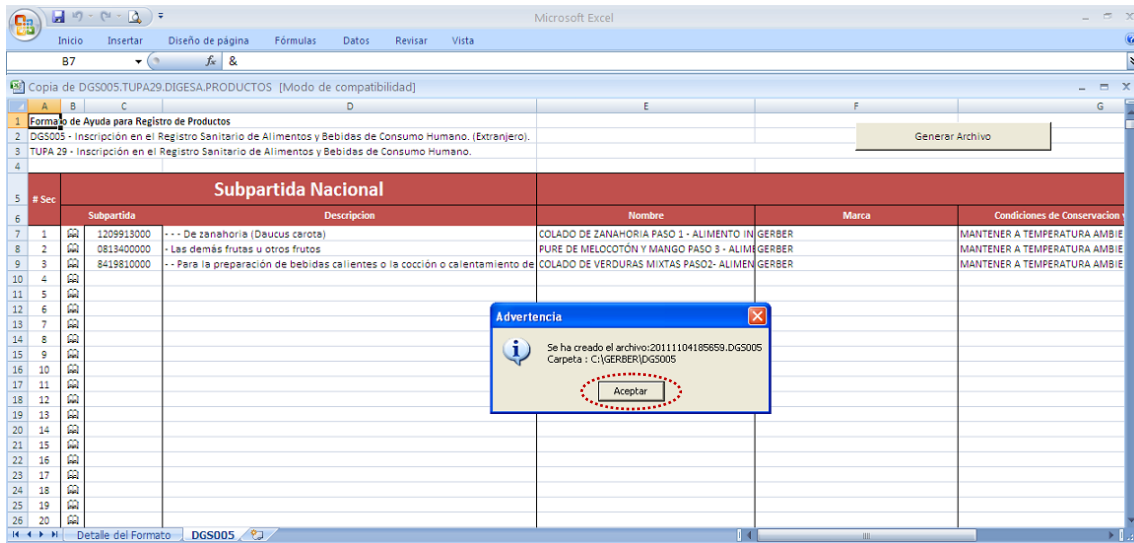 Microsoft Excel
Inicio Insertar Diseño de página Fórmulas Datos Revisar Vista
B7 fx &
Copia de DGS005.TUPA29.DIGESA.PRODUCTOS [Modo de compatibilidad]
A B C D E F G
1 Formato de Ayuda para Registro de Productos
2 DGS005 - Inscripción en el Registro Sanitario de Alimentos y Bebidas de Consumo Humano. (Extranjero).
Generar Archivo
3 TUPA 29 - Inscripción en el Registro Sanitario de Alimentos y Bebidas de Consumo Humano.
4
5 # Sec Subpartida Nacional
6 Subpartida Descripcion Nombre Marca Condiciones de Conservacion
7 1 1209913000 - - - De zanahoria (Daucus carota) COLADO DE ZANAHORIA PASO 1 - ALIMENTO IN GERBER MANTENER A TEMPERATURA AMBIE
8 2 0813400000 - Las demás frutas u otros frutos PURE DE MELOCOTÓN Y MANGO PASO 3 - ALIME GERBER MANTENER A TEMPERATURA AMBIE
9 3 8419810000 - - Para la preparación de bebidas calientes o la cocción o calentamiento de COLADO DE VERDURAS MIXTAS PASO2- ALIMEN GERBER MANTENER A TEMPERATURA AMBIE
10 4
11 5
12 6
13 7
14 8
15 9
16 10
17 11
18 12
19 13
20 14
21 15
22 16
23 17
24 18
25 19
26 20
Advertencia
Se ha creado el archivo:20111104185659.DGS005
Carpeta : C:\GERBER\DGS005
Aceptar
Detalle del Formato DGS005